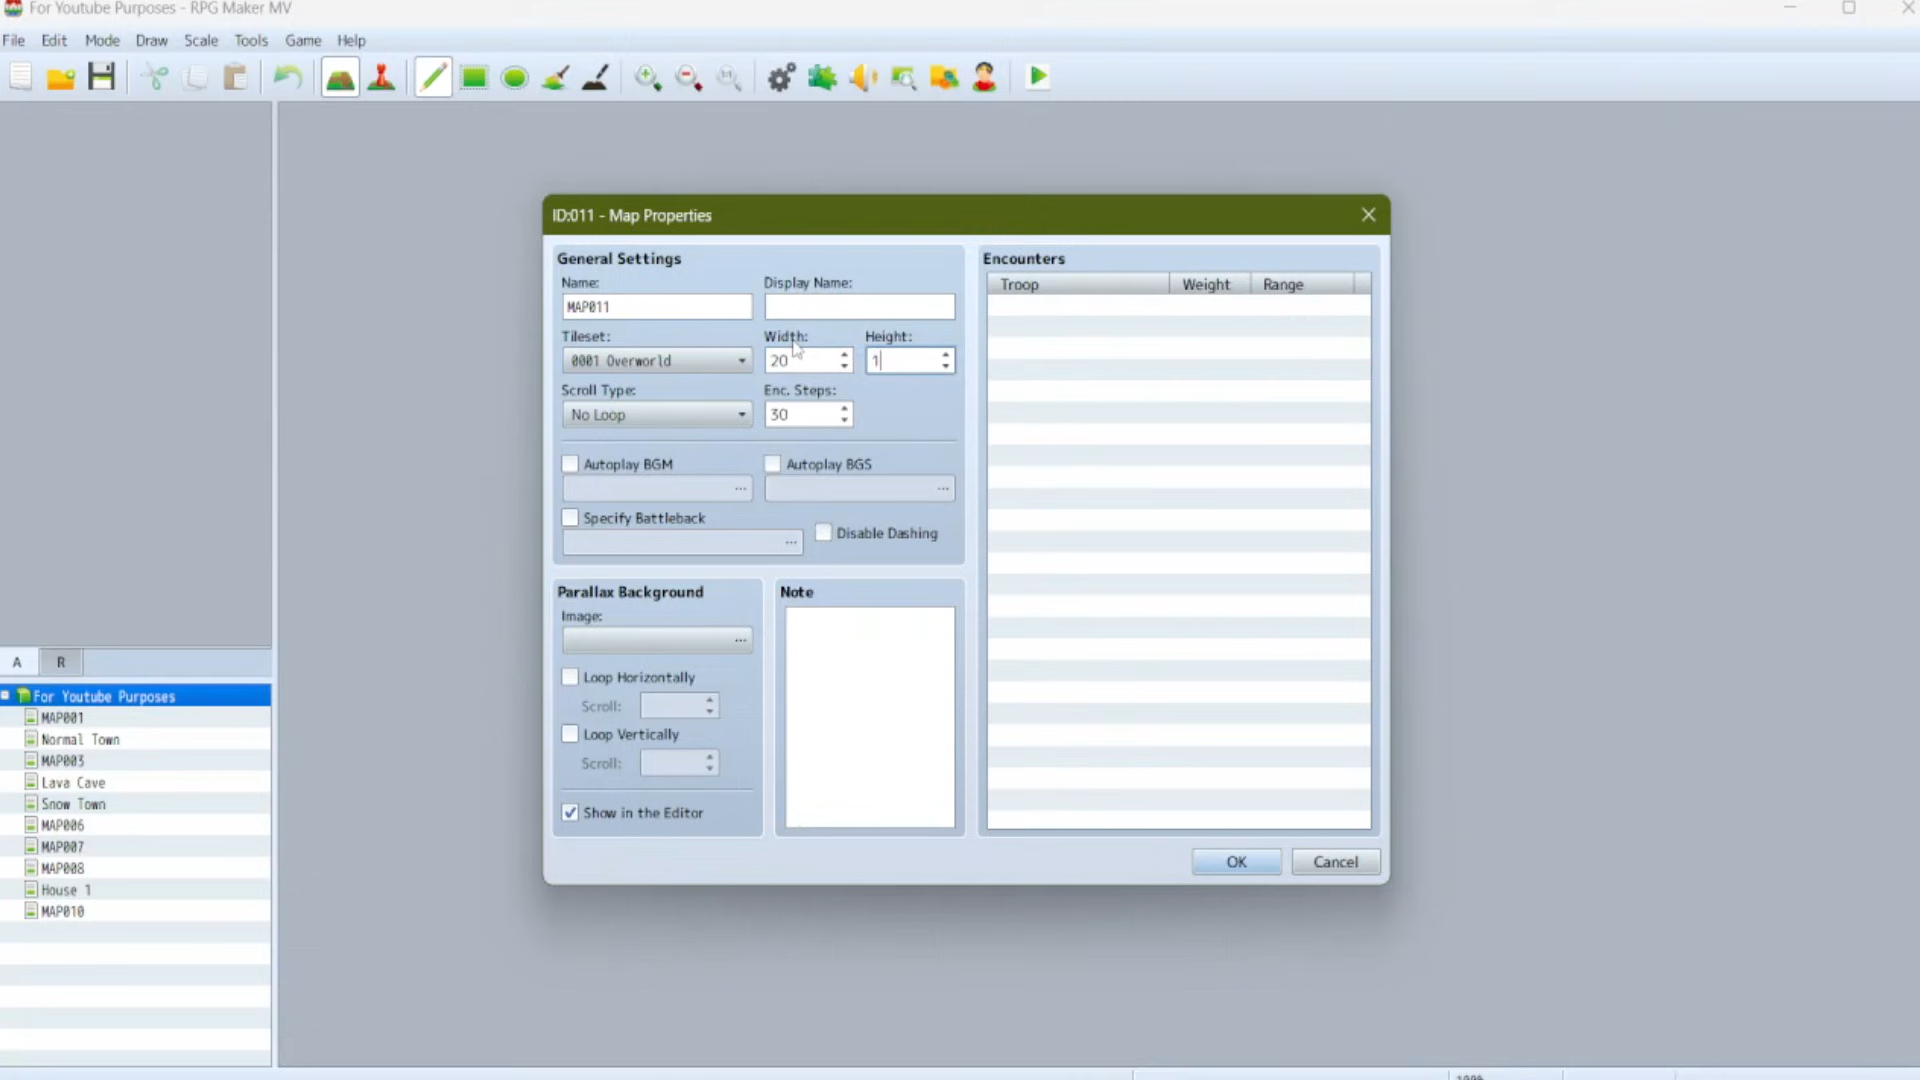 For Youtube Purposes - RPG Maker MV
File Edit Mode Draw Scale Tools Game Help
ID:011 - Map Properties
General Settings
Name:
Display Name:
MAP011
Tileset:
Width:
Height:
0001 Overworld
20
1
Scroll Type:
Enc. Steps:
No Loop
30
Autoplay BGM
Autoplay BGS
...
...
Specify Battleback
...
Disable Dashing
Parallax Background
Image:
...
Loop Horizontally
Scroll:
Loop Vertically
Scroll:
Show in the Editor
Note
Encounters
Troop Weight Range
OK Cancel
A R
For Youtube Purposes
MAP001
Normal Town
MAP003
Lava Cave
Snow Town
MAP006
MAP007
MAP008
House 1
MAP010